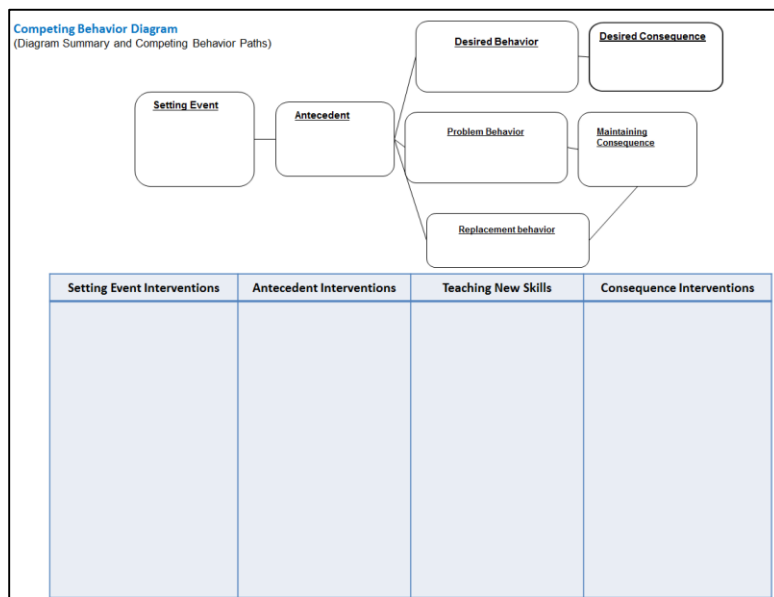 Competing Behavior Diagram
(Diagram Summary and Competing Behavior Paths)
Desired Behavior
Desired Consequence
Setting Event
Antecedent
Problem Behavior
Maintaining
Consequence
Replacement behavior
Setting Event Interventions
Antecedent Interventions
Teaching New Skills
Consequence Interventions